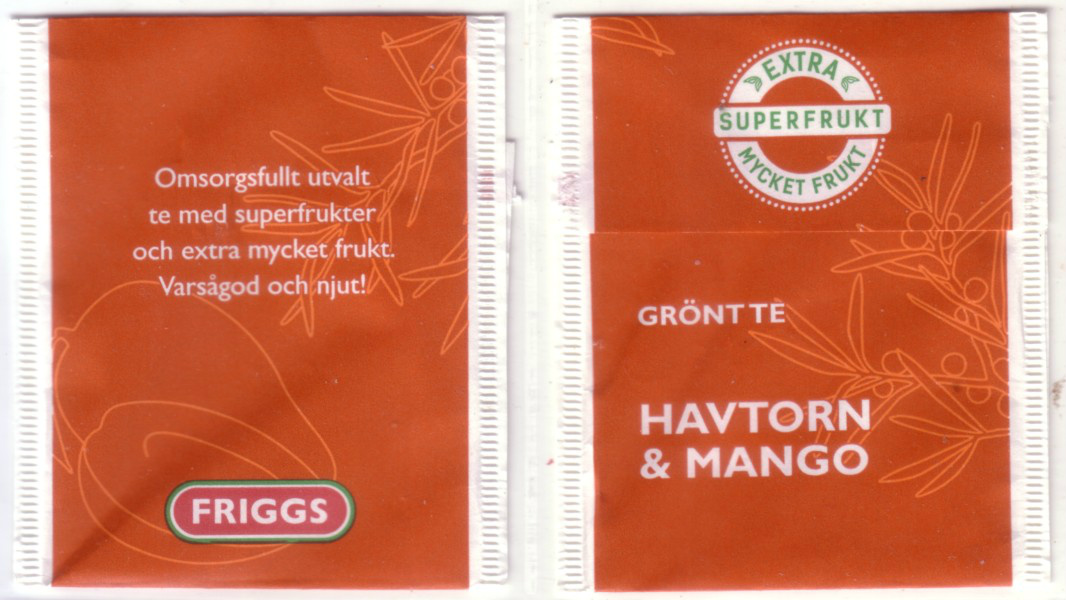 Omsorgsfullt utvalt
te med superfrukter
och extra mycket frukt.
Varsågod och njut!
FRIGGS
EXTRA
SUPERFRUKT
MYCKET FRUKT
GRÖNT TE
HAVTORN
& MANGO